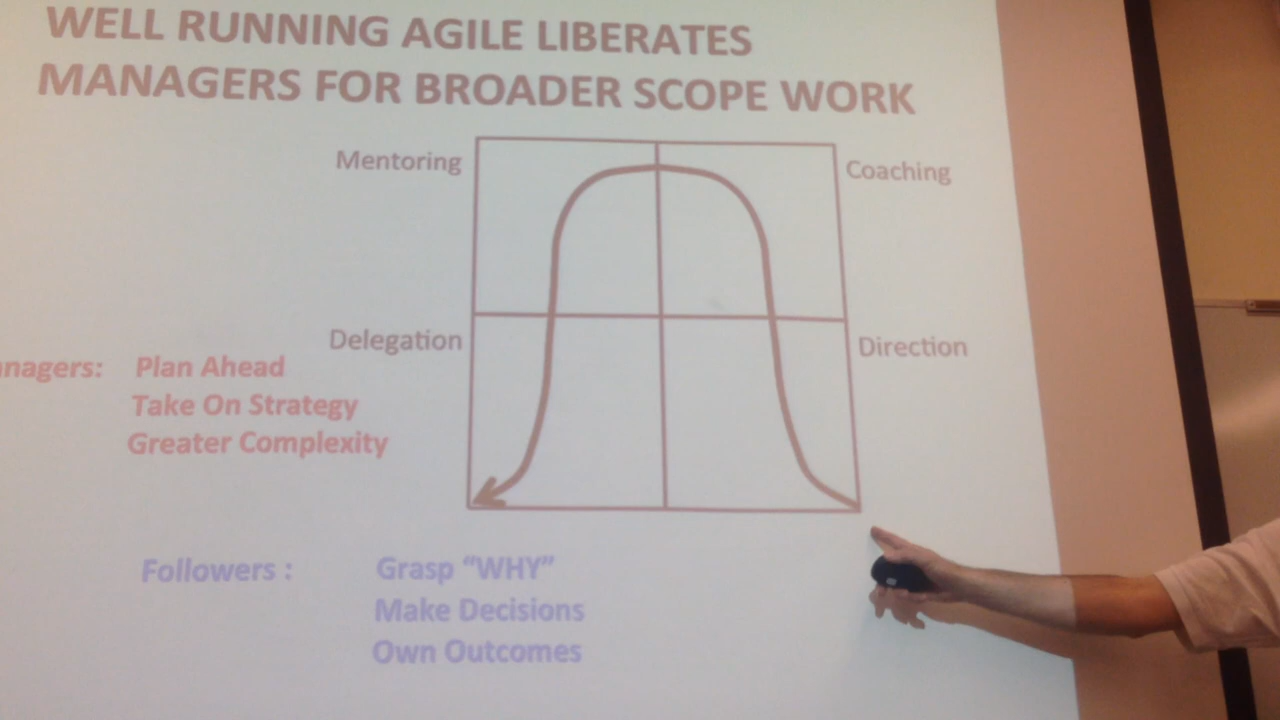 WELL RUNNING AGILE LIBERATES
MANAGERS FOR BROADER SCOPE WORK
Mentoring
Coaching
Delegation
Direction
nagers: Plan Ahead
Take On Strategy
Greater Complexity
Followers : Grasp “WHY”
Make Decisions
Own Outcomes